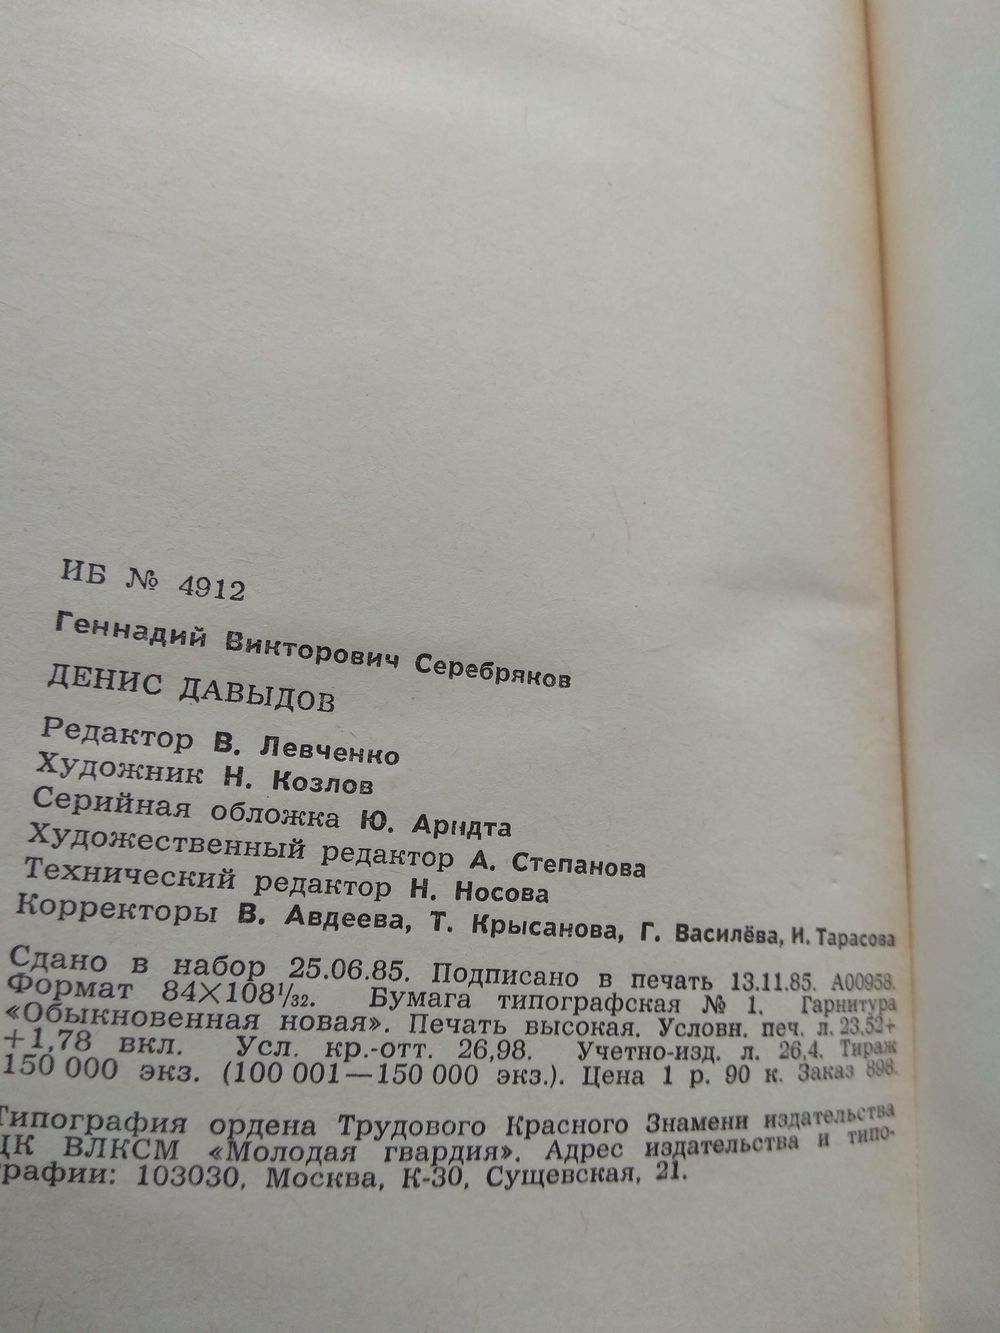 ИБ № 4912
Геннадий Викторович Серебряков
ДЕНИС ДАВЫДОВ
Редактор В. Левченко
Художник Н. Козлов
Серийная обложка Ю. Арндта
Художественный редактор А. Степанова
Технический редактор Н. Носова
Корректоры В. Авдеева, Т. Крысанова, Г. Василёва, И. Тарасова
Сдано в набор 25.06.85. Подписано в печать 13.11.85. А00958.
Формат 84×108¹/₃₂. Бумага типографская № 1. Гарнитура
«Обыкновенная новая». Печать высокая. Условн. печ. л. 23,52+
+1,78 вкл. Усл. кр.-отт. 26,98. Учетно-изд. л. 26,4. Тираж
150 000 экз. (100 001—150 000 экз.). Цена 1 р. 90 к. Заказ 898.
Типография ордена Трудового Красного Знамени издательства
ЦК ВЛКСМ «Молодая гвардия». Адрес издательства и типо-
графии: 103030, Москва, К-30, Сущевская, 21.